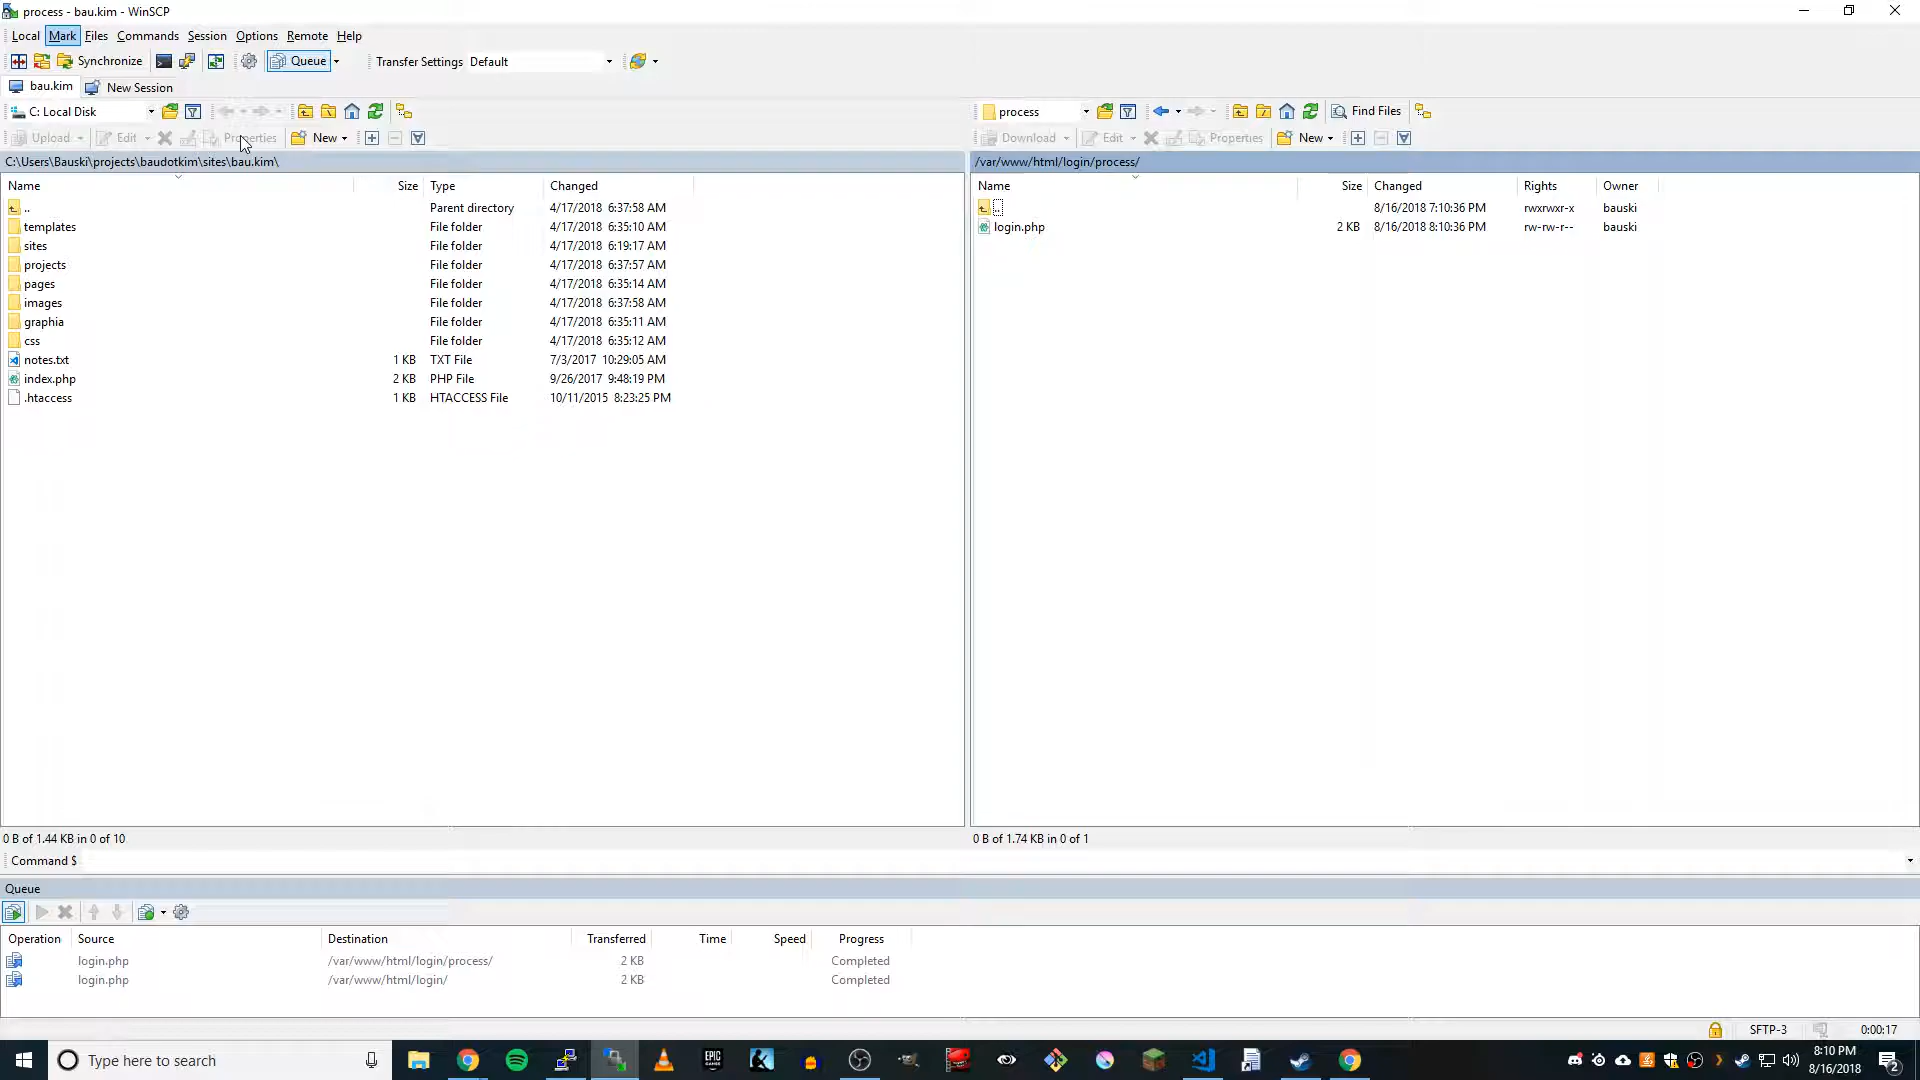 process - bau.kim - WinSCP
Local Mark Files Commands Session Options Remote Help
Synchronize Queue Transfer Settings Default
bau.kim New Session
C: Local Disk
Upload Edit Properties New
C:\Users\Bauski\projects\baudotkim\sites\bau.kim\
Name Size Type Changed
.. Parent directory 4/17/2018 6:37:58 AM
templates File folder 4/17/2018 6:35:10 AM
sites File folder 4/17/2018 6:19:17 AM
projects File folder 4/17/2018 6:37:57 AM
pages File folder 4/17/2018 6:35:14 AM
images File folder 4/17/2018 6:37:58 AM
graphia File folder 4/17/2018 6:35:11 AM
css File folder 4/17/2018 6:35:12 AM
notes.txt 1 KB TXT File 7/3/2017 10:29:05 AM
index.php 2 KB PHP File 9/26/2017 9:48:19 PM
.htaccess 1 KB HTACCESS File 10/11/2015 8:23:25 PM
0 B of 1.44 KB in 0 of 10
process Find Files
Download Edit Properties New
/var/www/html/login/process/
Name Size Changed Rights Owner
.. 8/16/2018 7:10:36 PM rwxrwxr-x bauski
login.php 2 KB 8/16/2018 8:10:36 PM rw-rw-r-- bauski
0 B of 1.74 KB in 0 of 1
Command $
Queue
Operation Source Destination Transferred Time Speed Progress
login.php /var/www/html/login/process/ 2 KB Completed
login.php /var/www/html/login/ 2 KB Completed
SFTP-3 0:00:17
Type here to search
EPIC GAMES
8:10 PM
8/16/2018
2